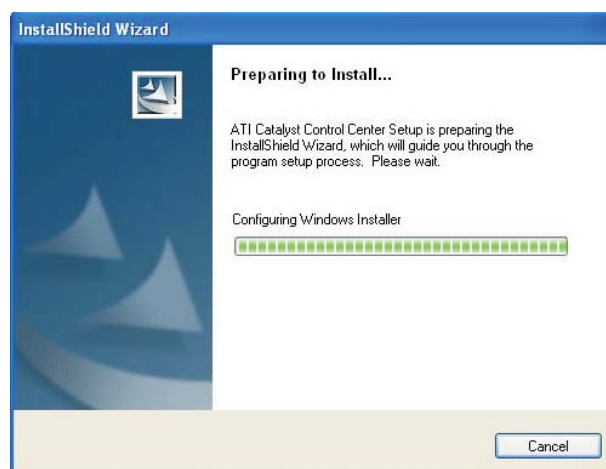 InstallShield Wizard
Preparing to Install...
ATI Catalyst Control Center Setup is preparing the
InstallShield Wizard, which will guide you through the
program setup process. Please wait.
Configuring Windows Installer
Cancel